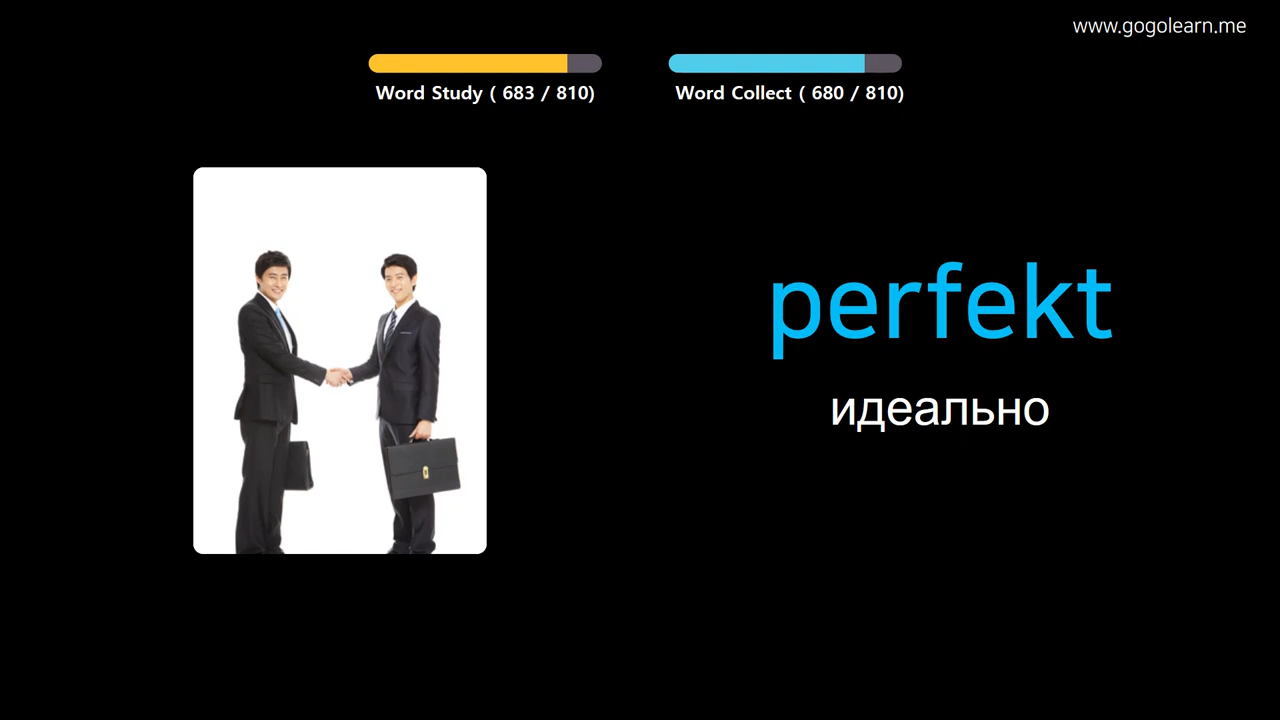 www.gogolearn.me
Word Study ( 683 / 810)
Word Collect ( 680 / 810)
perfekt
идеально